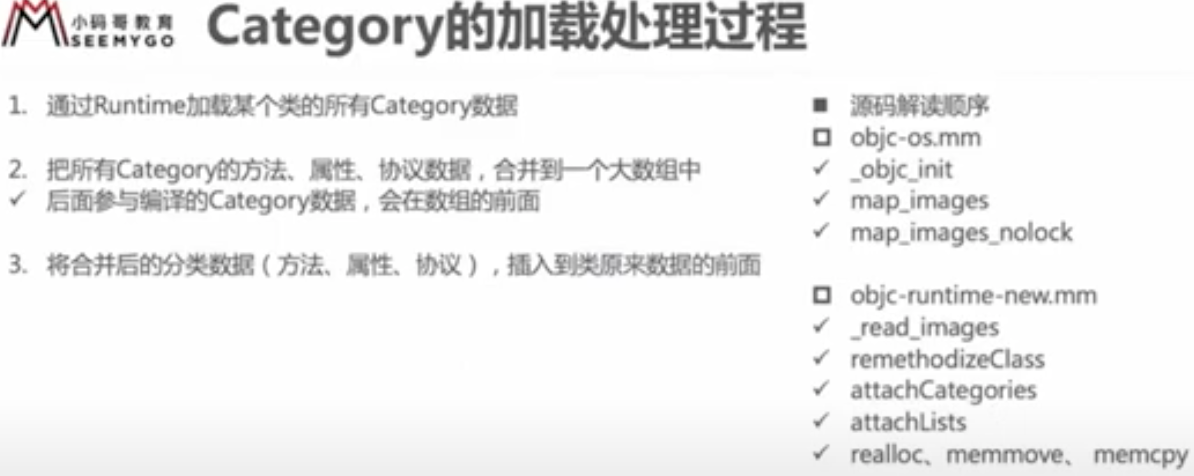 小码哥教育
SEEMYGO
Category的加载处理过程
1. 通过Runtime加载某个类的所有Category数据
2. 把所有Category的方法、属性、协议数据，合并到一个大数组中
✓ 后面参与编译的Category数据，会在数组的前面
3. 将合并后的分类数据（方法、属性、协议），插入到类原来数据的前面
■ 源码解读顺序
objc-os.mm
✓ _objc_init
✓ map_images
✓ map_images_nolock
objc-runtime-new.mm
✓ _read_images
✓ remethodizeClass
✓ attachCategories
✓ attachLists
✓ realloc、memmove、 memcpy